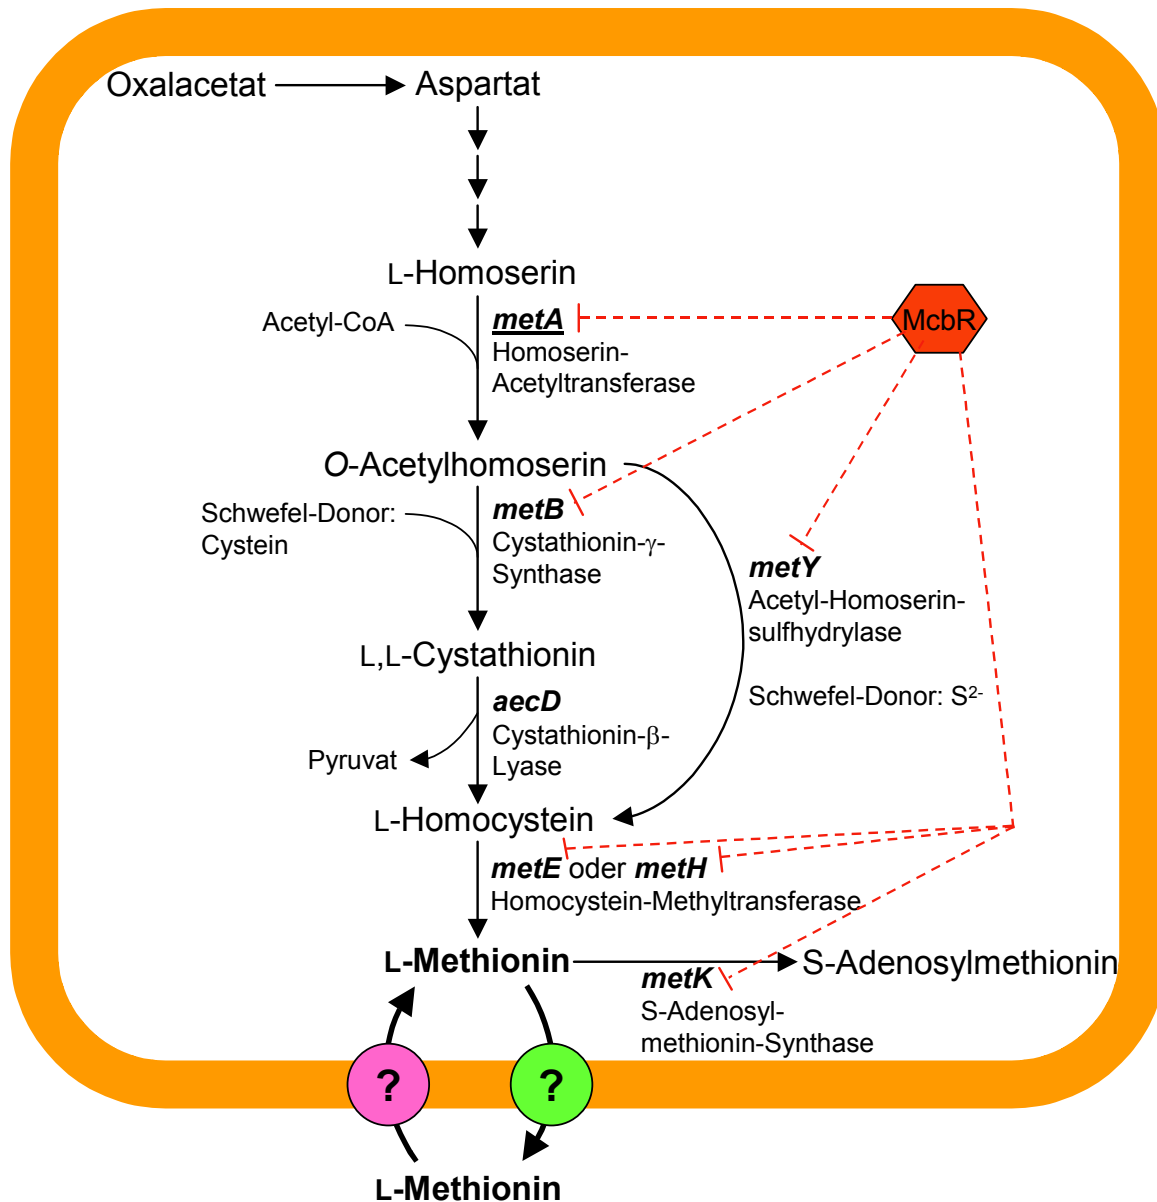 Oxalacetat
Aspartat
L-Homoserin
Acetyl-CoA
metA
Homoserin-
Acetyltransferase
McbR
O-Acetylhomoserin
Schwefel-Donor:
Cystein
metB
Cystathionin-γ-
Synthase
metY
Acetyl-Homoserin-
sulfhydrylase
Schwefel-Donor: S²⁻
L,L-Cystathionin
aecD
Cystathionin-β-
Lyase
Pyruvat
L-Homocystein
metE oder metH
Homocystein-Methyltransferase
L-Methionin
S-Adenosylmethionin
metK
S-Adenosyl-
methionin-Synthase
?
?
L-Methionin